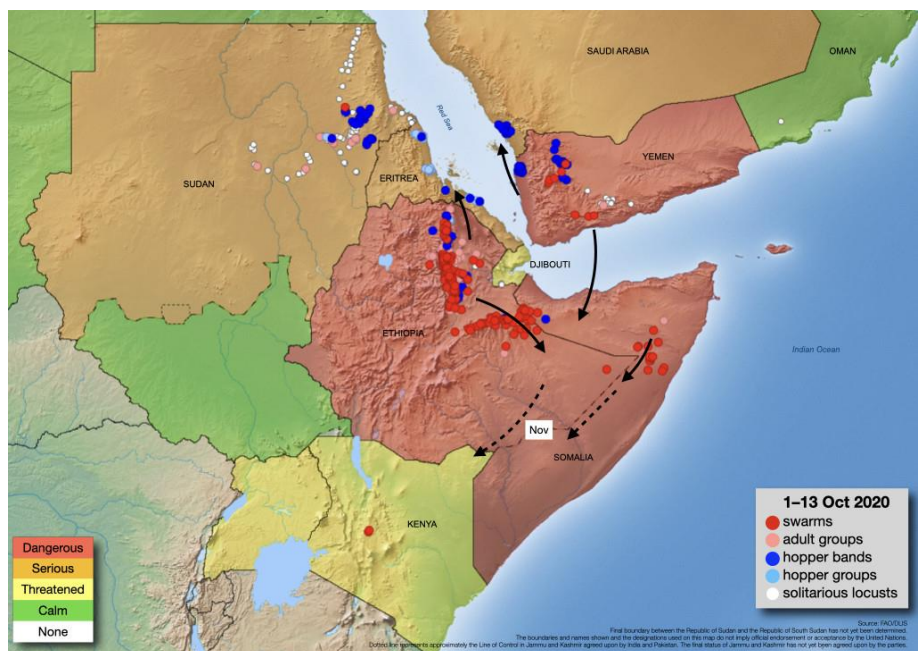 SAUDI ARABIA
OMAN
Red Sea
YEMEN
SUDAN
ERITREA
DJIBOUTI
ETHIOPIA
Indian Ocean
Nov
SOMALIA
KENYA
Dangerous
Serious
Threatened
Calm
None
1–13 Oct 2020
swarms
adult groups
hopper bands
hopper groups
solitarious locusts
Source: FAO/DLIS
Final boundary between the Republic of Sudan and the Republic of South Sudan has not yet been determined.
The boundaries and names shown and the designations used on this map do not imply official endorsement or acceptance by the United Nations.
Dotted line represents approximately the Line of Control in Jammu and Kashmir agreed upon by India and Pakistan. The final status of Jammu and Kashmir has not yet been agreed upon by the parties.